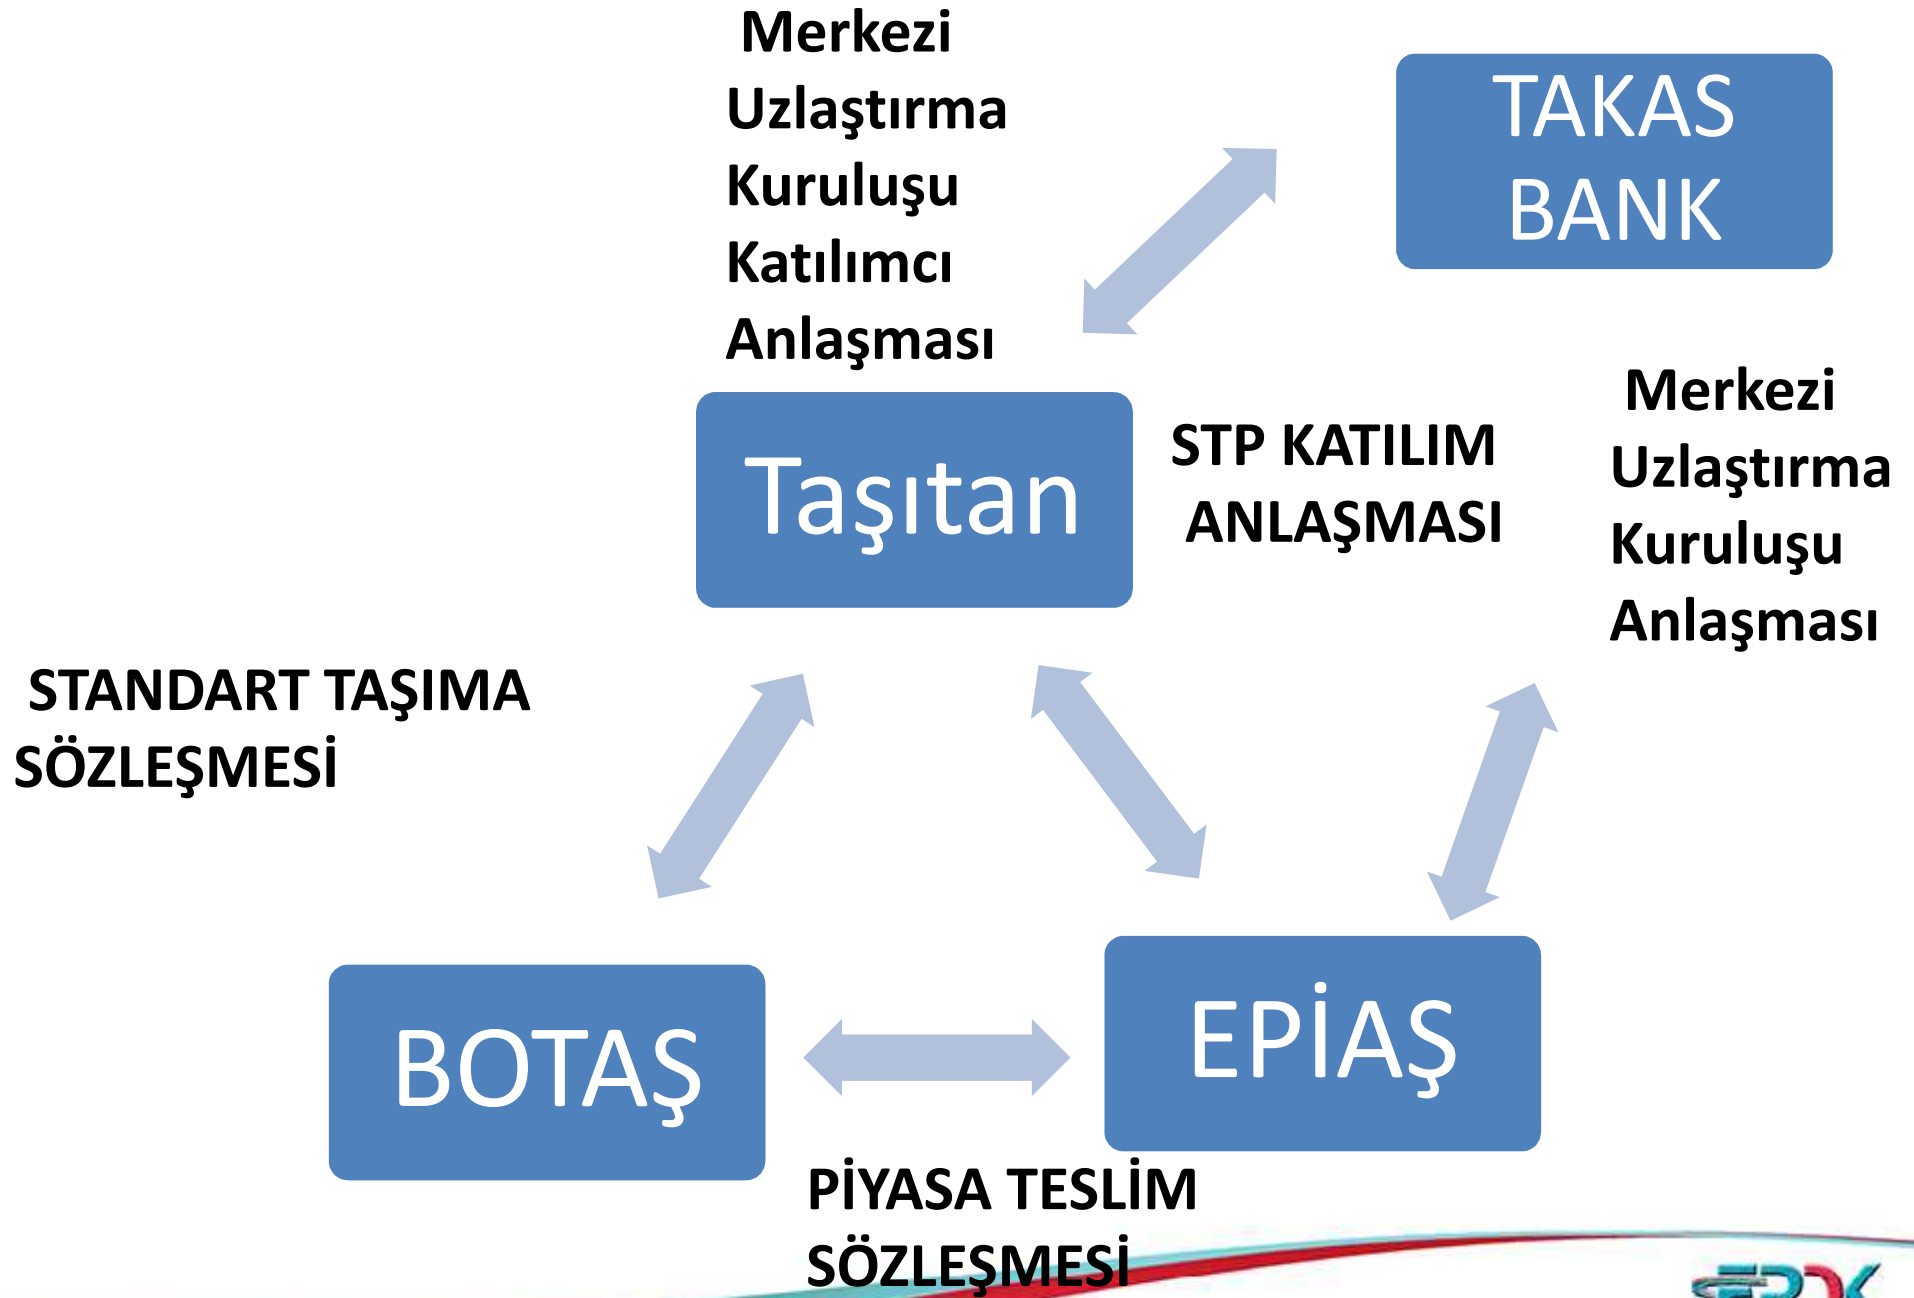 Merkezi
Uzlaştırma
Kuruluşu
Katılımcı
Anlaşması
TAKAS
BANK
Taşıtan
STP KATILIM
ANLAŞMASI
Merkezi
Uzlaştırma
Kuruluşu
Anlaşması
STANDART TAŞIMA
SÖZLEŞMESİ
BOTAŞ
EPİAŞ
PİYASA TESLİM
SÖZLEŞMESİ
EPDK